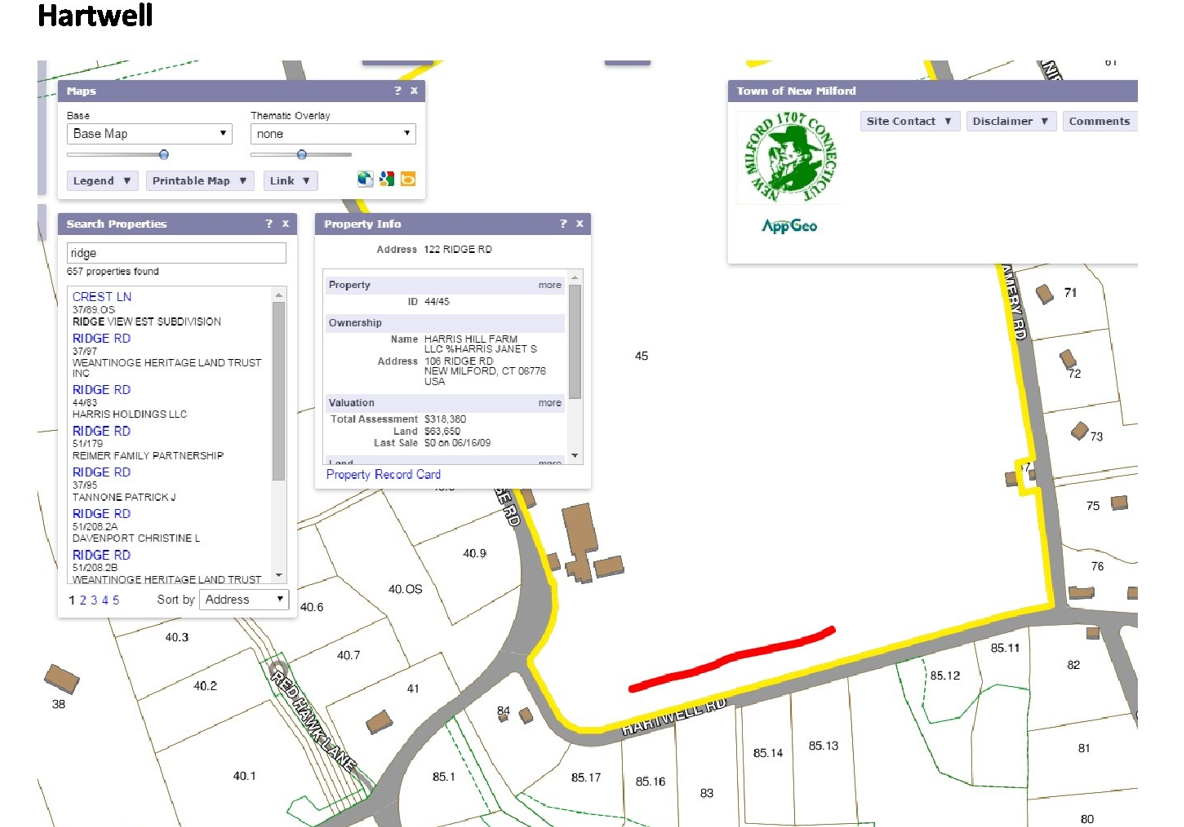 Hartwell
Maps ? x
Base
Base Map
Thematic Overlay
none
Legend
Printable Map
Link
Town of New Milford
Site Contact
Disclaimer
Comments
NEW MILFORD 1707 CONNECTICUT
AppGeo
Search Properties ? x
ridge
657 properties found
CREST LN
37/89.OS
RIDGE VIEW EST SUBDIVISION
RIDGE RD
37/97
WEANTINOGE HERITAGE LAND TRUST
INC
RIDGE RD
44/83
HARRIS HOLDINGS LLC
RIDGE RD
51/179
REIMER FAMILY PARTNERSHIP
RIDGE RD
37/95
TANNONE PATRICK J
RIDGE RD
51/208.2A
DAVENPORT CHRISTINE L
RIDGE RD
51/208.2B
WEANTINOGE HERITAGE LAND TRUST
1 2 3 4 5
Sort by Address
Property Info ? x
Address 122 RIDGE RD
Property more
ID 44/45
Ownership
Name HARRIS HILL FARM
LLC %HARRIS JANET S
Address 106 RIDGE RD
NEW MILFORD, CT 06776
USA
Valuation more
Total Assessment $318,380
Land $63,650
Last Sale $0 on 06/16/09
Land more
Property Record Card
45
71
72
73
47
75
76
AMERY RD
GE RD
40.9
40.OS
40.6
40.3
40.7
40.2
41
38
RED HAWK LANE
84
HARTWELL RD
85.11
82
85.12
40.1
85.1
85.17
85.16
83
85.14
85.13
81
80